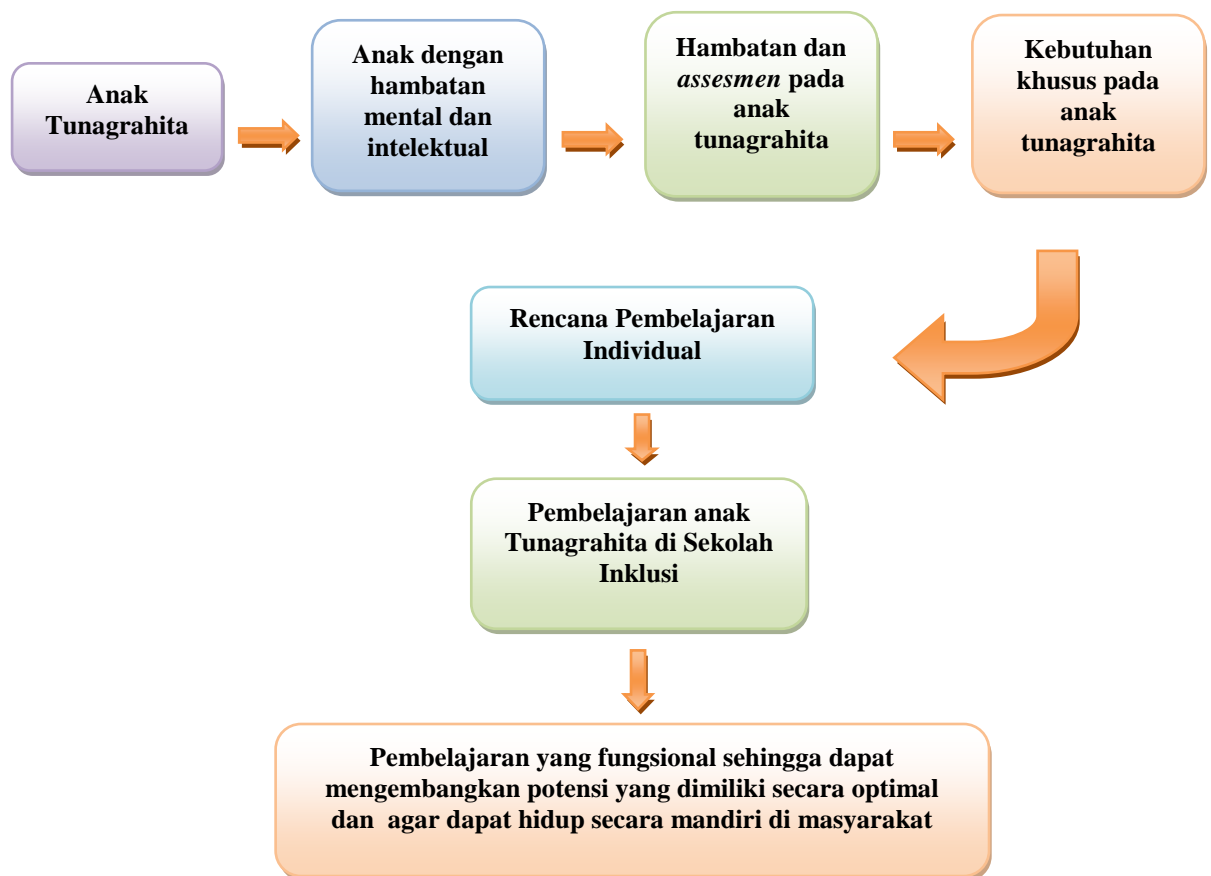 Anak
Tunagrahita
Anak dengan
hambatan
mental dan
intelektual
Hambatan dan
assesmen pada
anak
tunagrahita
Kebutuhan
khusus pada
anak
tunagrahita
Rencana Pembelajaran
Individual
Pembelajaran anak
Tunagrahita di Sekolah
Inklusi
Pembelajaran yang fungsional sehingga dapat
mengembangkan potensi yang dimiliki secara optimal
dan agar dapat hidup secara mandiri di masyarakat